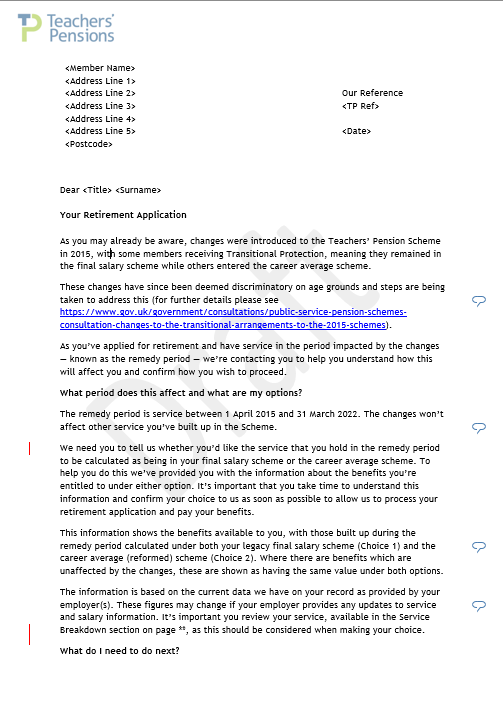 Teachers'
Pensions
<Member Name>
<Address Line 1>
<Address Line 2>
<Address Line 3>
<Address Line 4>
<Address Line 5>
<Postcode>
Our Reference
<TP Ref>
<Date>
Dear <Title> <Surname>
Your Retirement Application
As you may already be aware, changes were introduced to the Teachers' Pension Scheme
in 2015, with some members receiving Transitional Protection, meaning they remained in
the final salary scheme while others entered the career average scheme.
These changes have since been deemed discriminatory on age grounds and steps are being
taken to address this (for further details please see
https://www.gov.uk/government/consultations/public-service-pension-schemes-
consultation-changes-to-the-transitional-arrangements-to-the-2015-schemes).
As you've applied for retirement and have service in the period impacted by the changes
— known as the remedy period — we're contacting you to help you understand how this
will affect you and confirm how you wish to proceed.
What period does this affect and what are my options?
The remedy period is service between 1 April 2015 and 31 March 2022. The changes won't
affect other service you've built up in the Scheme.
We need you to tell us whether you'd like the service that you hold in the remedy period
to be calculated as being in your final salary scheme or the career average scheme. To
help you do this we've provided you with the information about the benefits you're
entitled to under either option. It's important that you take time to understand this
information and confirm your choice to us as soon as possible to allow us to process your
retirement application and pay your benefits.
This information shows the benefits available to you, with those built up during the
remedy period calculated under both your legacy final salary scheme (Choice 1) and the
career average (reformed) scheme (Choice 2). Where there are benefits which are
unaffected by the changes, these are shown as having the same value under both options.
The information is based on the current data we have on your record as provided by your
employer(s). These figures may change if your employer provides any updates to service
and salary information. It's important you review your service, available in the Service
Breakdown section on page **, as this should be considered when making your choice.
What do I need to do next?
Draft